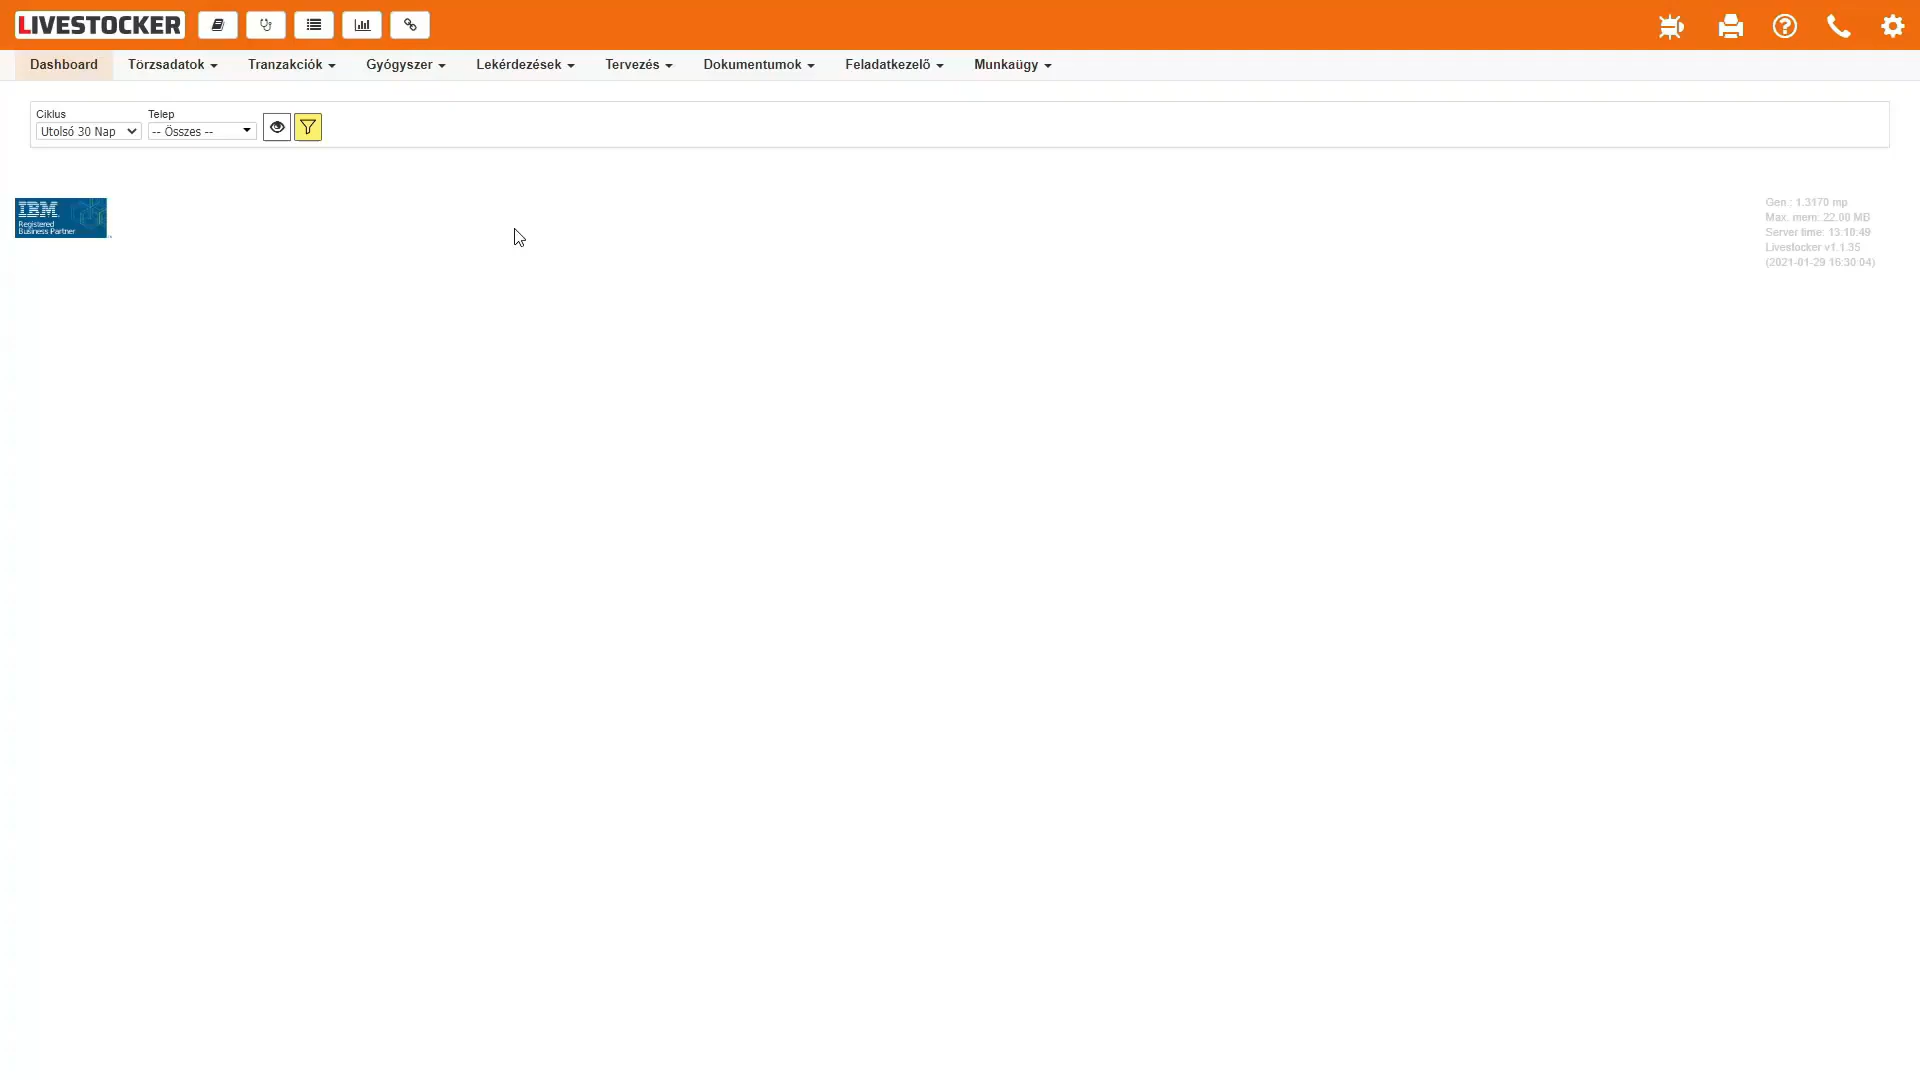 LIVESTOCKER
Dashboard Törzsadatok Tranzakciók Gyógyszer Lekérdezések Tervezés Dokumentumok Feladatkezelő Munkaügy
Ciklus Telep
Utolsó 30 Nap -- Összes --
IBM
Registered
Business Partner
Gen.: 1.3170 mp
Max. mem: 22.00 MB
Server time: 13:10:49
Livestocker v1.1.35
(2021-01-29 16:30:04)